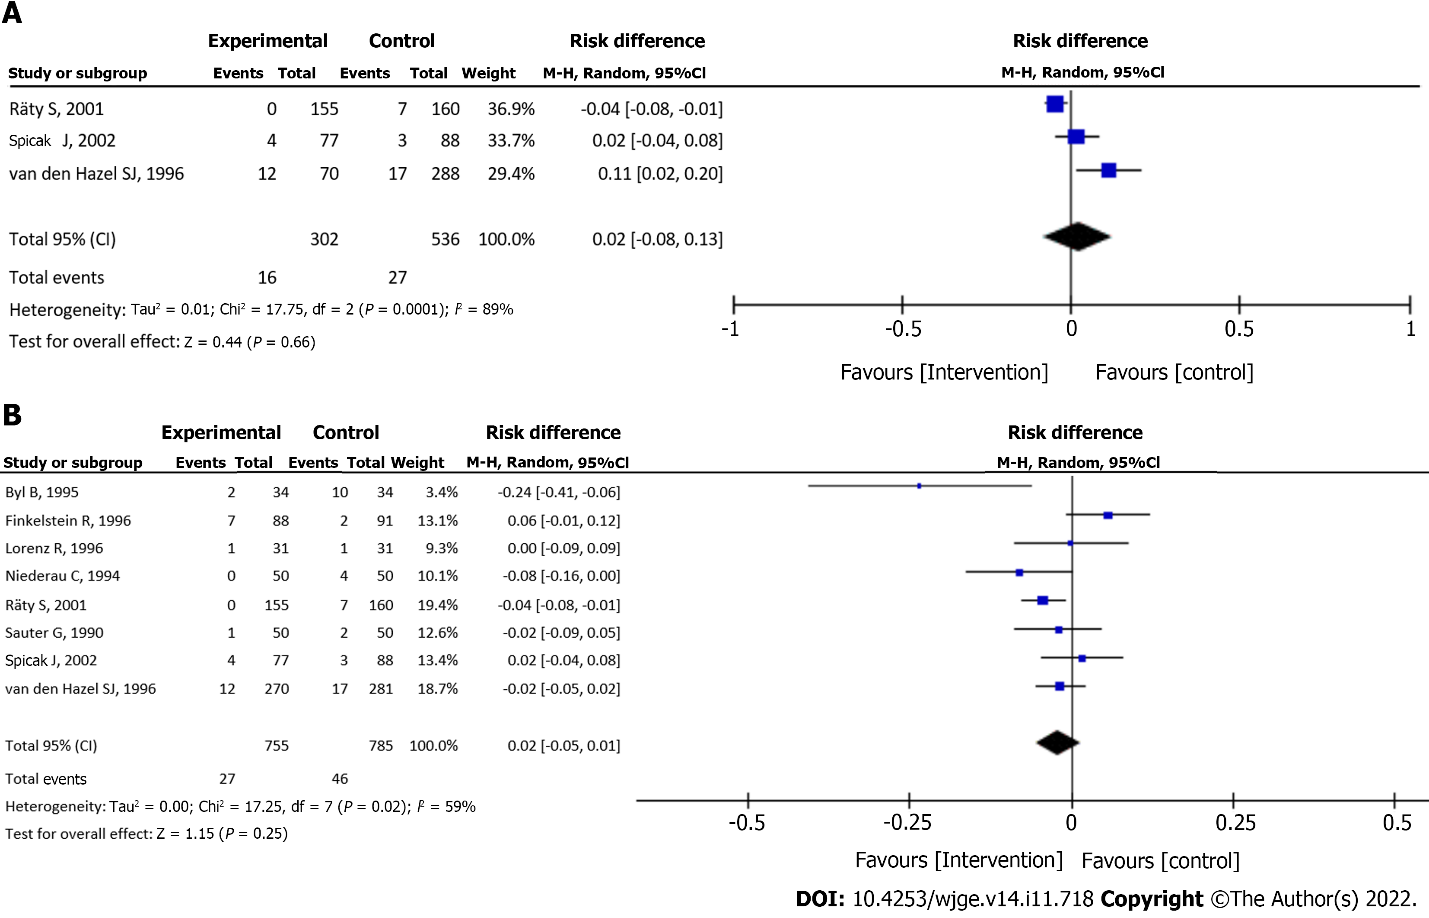 A
Experimental Control Risk difference Risk difference
Study or subgroup Events Total Events Total Weight M-H, Random, 95%CI M-H, Random, 95%CI
Räty S, 2001 0 155 7 160 36.9% -0.04 [-0.08, -0.01]
Spicak J, 2002 4 77 3 88 33.7% 0.02 [-0.04, 0.08]
van den Hazel SJ, 1996 12 70 17 288 29.4% 0.11 [0.02, 0.20]
Total 95% (CI) 302 536 100.0% 0.02 [-0.08, 0.13]
Total events 16 27
Heterogeneity: Tau² = 0.01; Chi² = 17.75, df = 2 (P = 0.0001); I² = 89%
Test for overall effect: Z = 0.44 (P = 0.66)
-1 -0.5 0 0.5 1
Favours [Intervention] Favours [control]
B
Experimental Control Risk difference Risk difference
Study or subgroup Events Total Events Total Weight M-H, Random, 95%CI M-H, Random, 95%CI
Byl B, 1995 2 34 10 34 3.4% -0.24 [-0.41, -0.06]
Finkelstein R, 1996 7 88 2 91 13.1% 0.06 [-0.01, 0.12]
Lorenz R, 1996 1 31 1 31 9.3% 0.00 [-0.09, 0.09]
Niederau C, 1994 0 50 4 50 10.1% -0.08 [-0.16, 0.00]
Räty S, 2001 0 155 7 160 19.4% -0.04 [-0.08, -0.01]
Sauter G, 1990 1 50 2 50 12.6% -0.02 [-0.09, 0.05]
Spicak J, 2002 4 77 3 88 13.4% 0.02 [-0.04, 0.08]
van den Hazel SJ, 1996 12 270 17 281 18.7% -0.02 [-0.05, 0.02]
Total 95% (CI) 755 785 100.0% 0.02 [-0.05, 0.01]
Total events 27 46
Heterogeneity: Tau² = 0.00; Chi² = 17.25, df = 7 (P = 0.02); I² = 59%
Test for overall effect: Z = 1.15 (P = 0.25)
-0.5 -0.25 0 0.25 0.5
Favours [Intervention] Favours [control]
DOI: 10.4253/wjge.v14.i11.718 Copyright ©The Author(s) 2022.